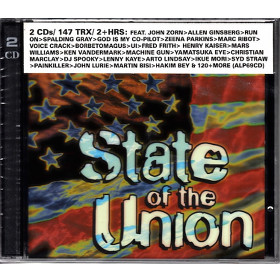 2 CDs/ 147 TRX/ 2+HRS: FEAT. JOHN ZORN>ALLEN GINSBERG>RUN
ON>SPALDING GRAY>GOD IS MY CO-PILOT>ZEENA PARKINS>MARC RIBOT>
VOICE CRACK>BORBETOMAGUS>UI>FRED FRITH> HENRY KAISER>MARS
WILLIAMS>KEN VANDERMARK>MACHINE GUN>YAMATSUKA EYE>CHRISTIAN
MARCLAY>DJ SPOOKY>LENNY KAYE>ARTO LINDSAY>IKUE MORI>SYD STRAW
>PAINKILLER>JOHN LURIE>MARTIN BISI>HAKIM BEY & 120+MORE (ALP69CD)
2
CD
State
of the
Union